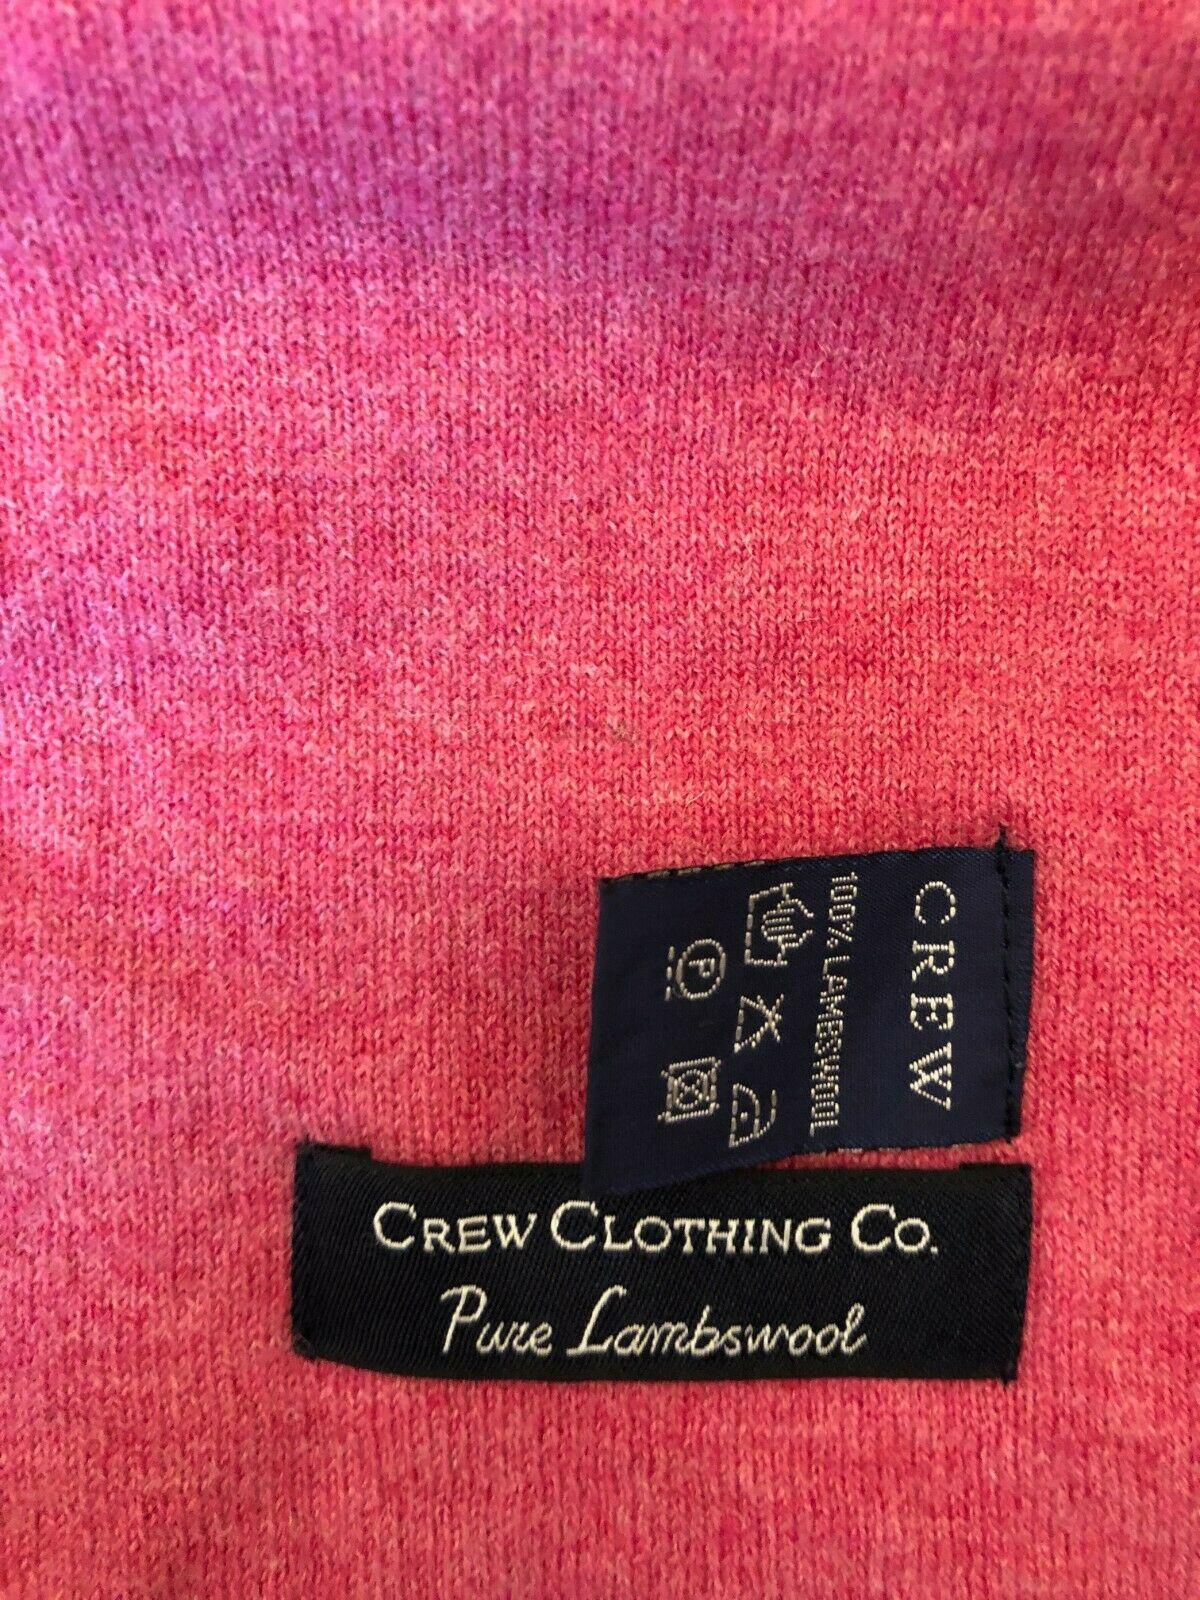 CREW
100% LAMBSWOOL
P
CREW CLOTHING CO.
Pure Lambswool